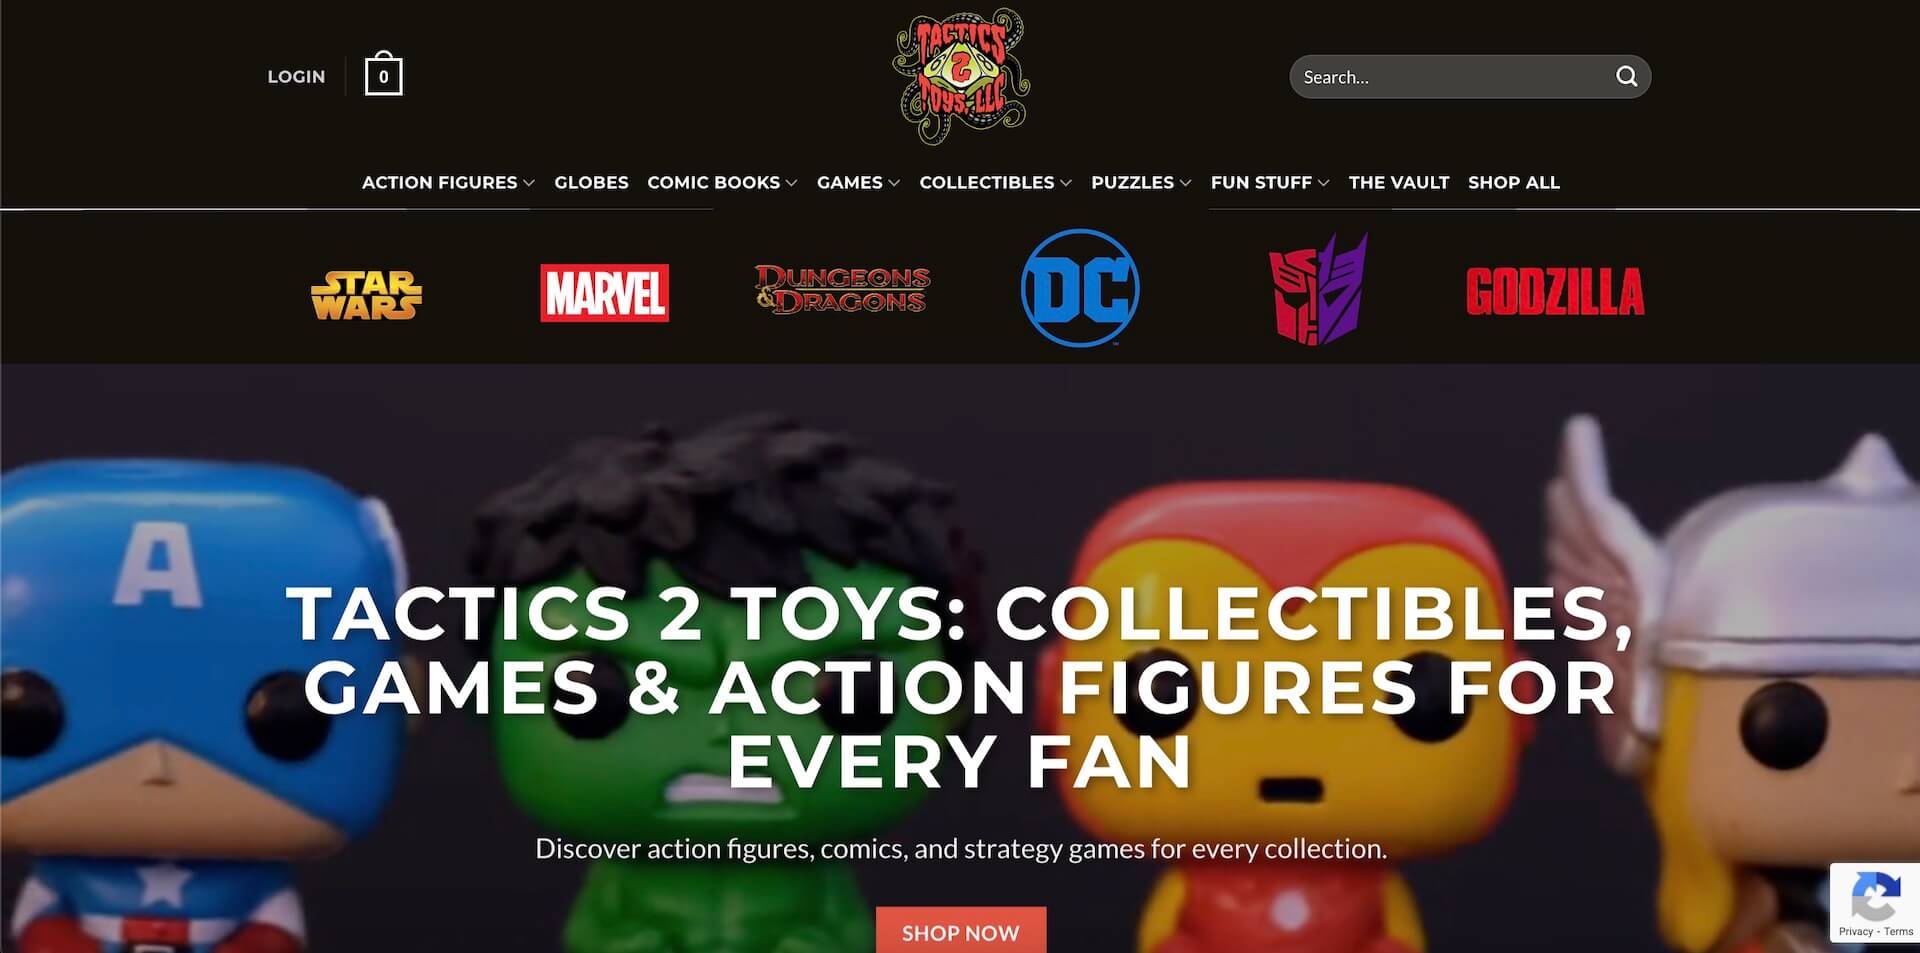 LOGIN
0
TACTICS
2
TOYS, LLC
Search...
ACTION FIGURES
GLOBES
COMIC BOOKS
GAMES
COLLECTIBLES
PUZZLES
FUN STUFF
THE VAULT
SHOP ALL
STAR
WARS
MARVEL
DUNGEONS
& DRAGONS
DC
GODZILLA
A
TACTICS 2 TOYS: COLLECTIBLES,
GAMES & ACTION FIGURES FOR
EVERY FAN
Discover action figures, comics, and strategy games for every collection.
SHOP NOW
Privacy - Terms